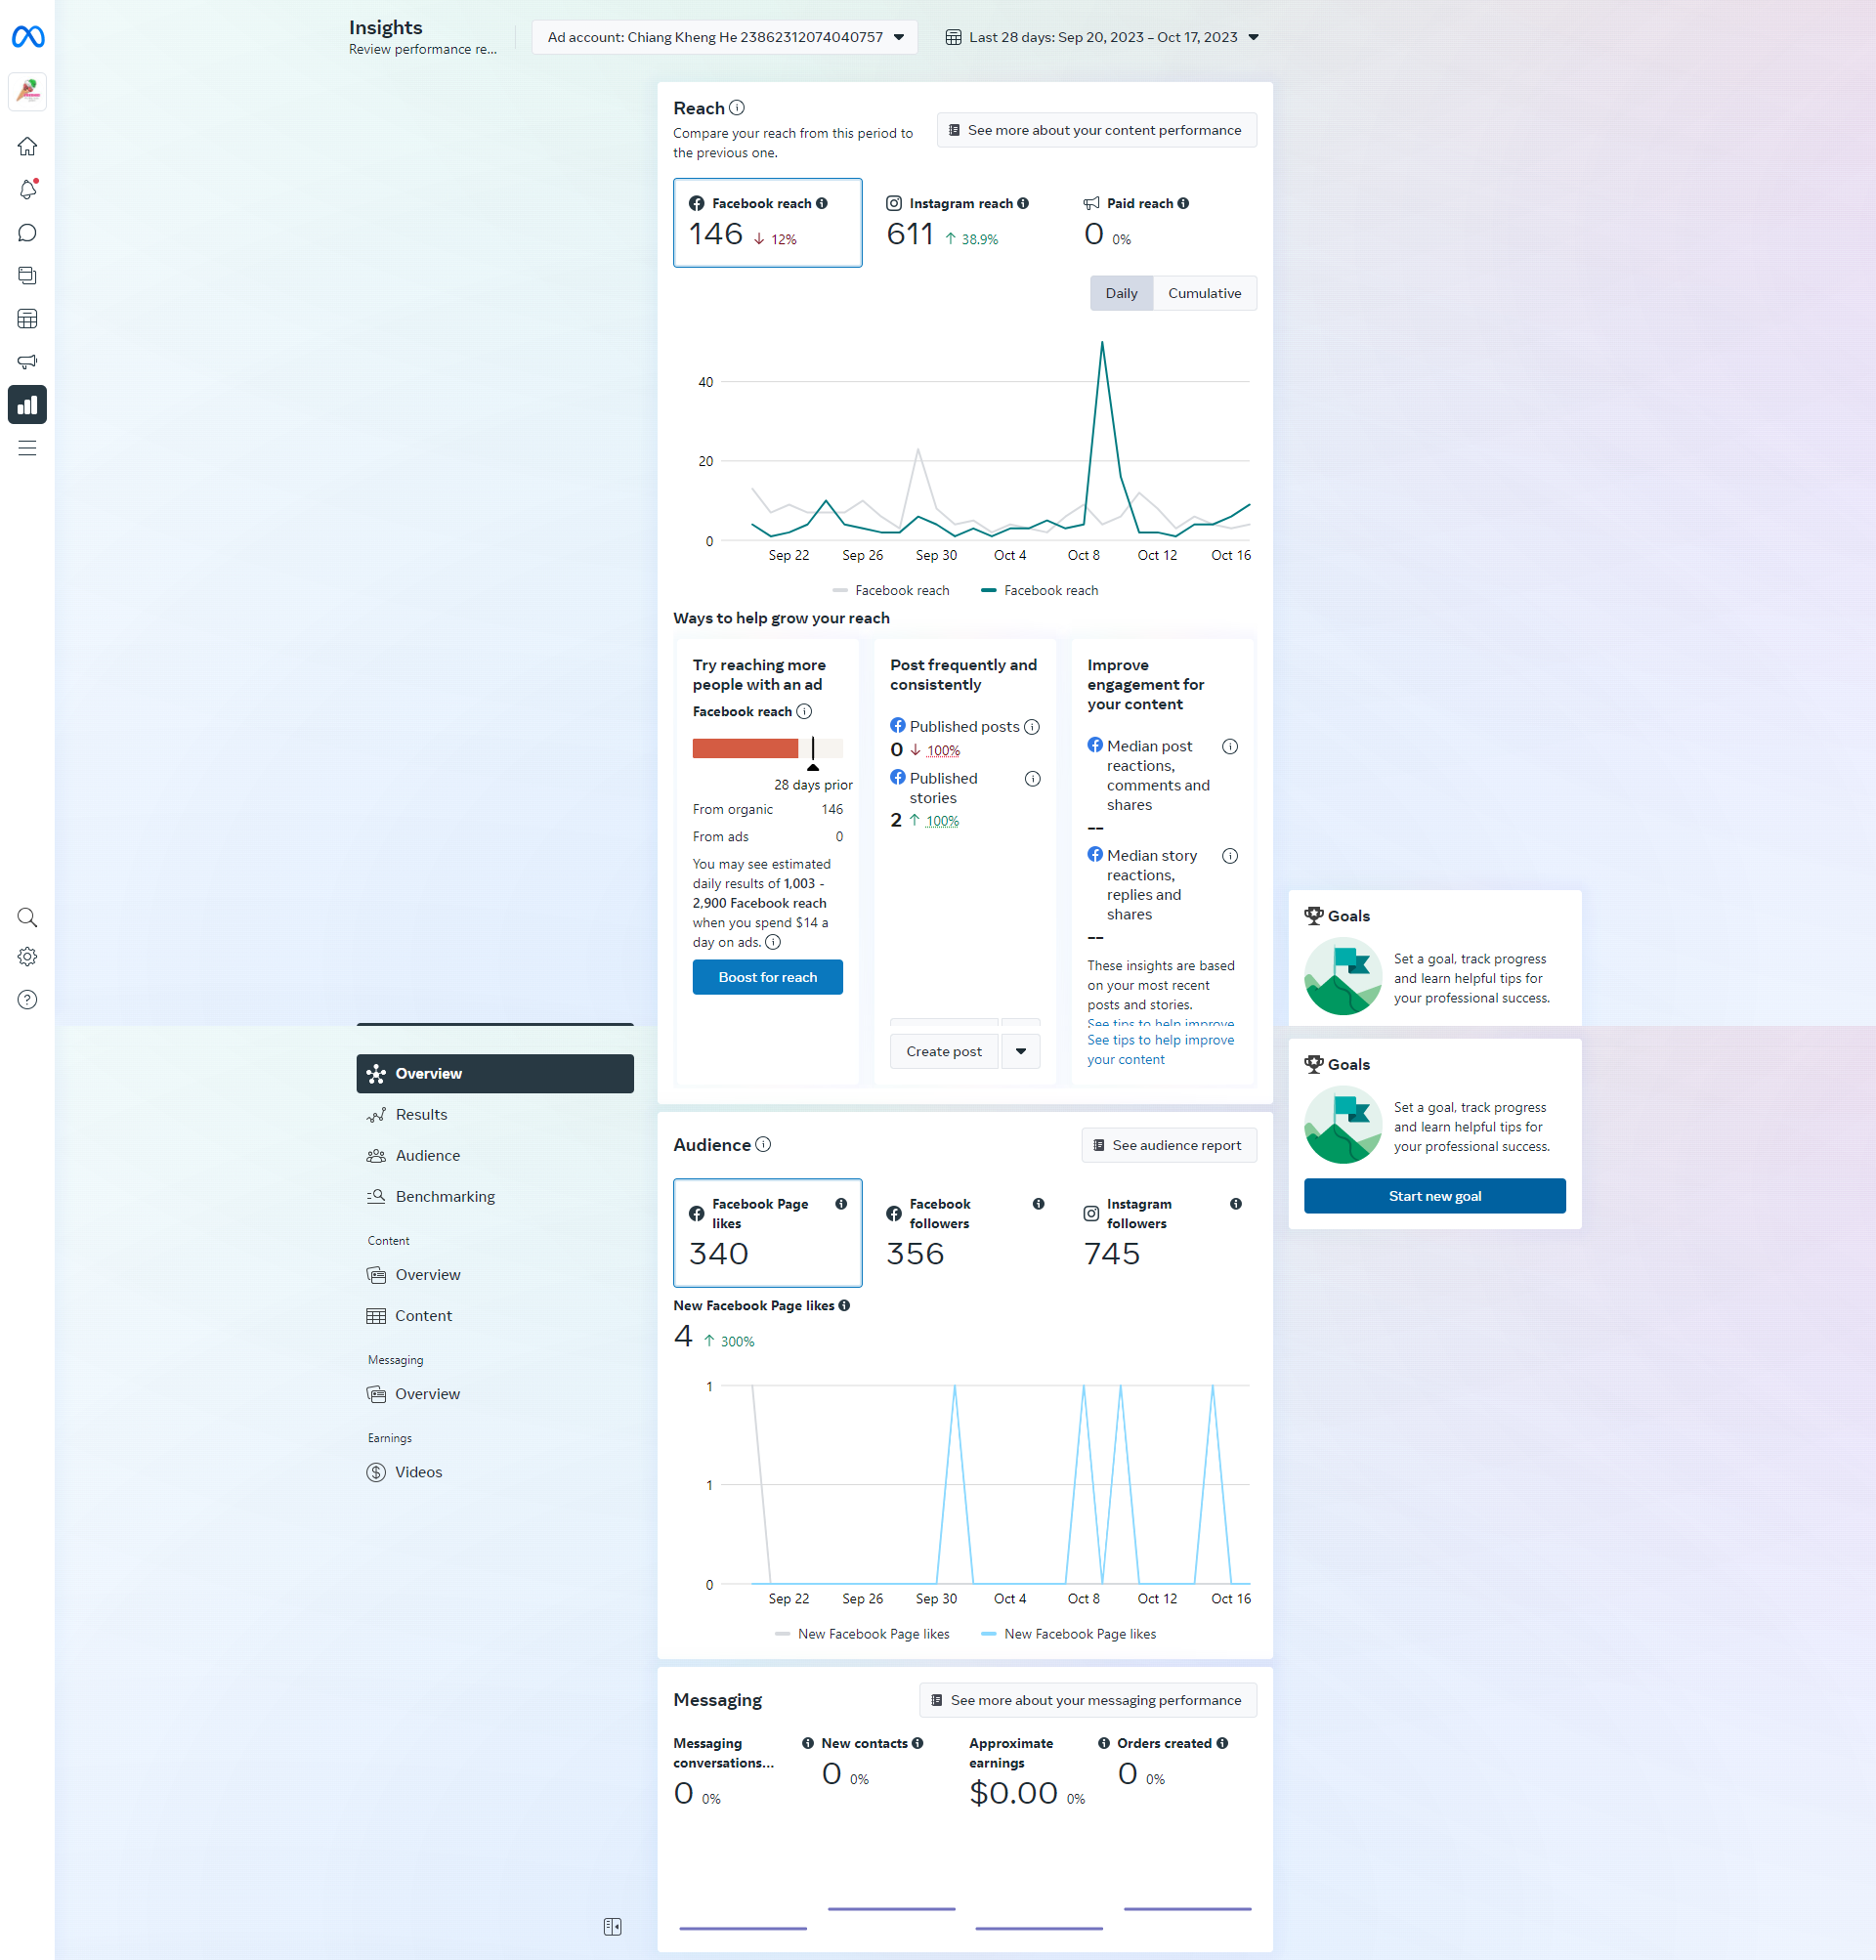 Insights
Review performance re...
Ad account: Chiang Kheng He 23862312074040757
Last 28 days: Sep 20, 2023 – Oct 17, 2023
Reach
Compare your reach from this period to
the previous one.
See more about your content performance
Facebook reach
146 ↓ 12%
Instagram reach
611 ↑ 38.9%
Paid reach
0 0%
Daily
Cumulative
40
20
0
Sep 22 Sep 26 Sep 30 Oct 4 Oct 8 Oct 12 Oct 16
Facebook reach
Facebook reach
Ways to help grow your reach
Try reaching more
people with an ad
Facebook reach
28 days prior
From organic 146
From ads 0
You may see estimated
daily results of 1,003 -
2,900 Facebook reach
when you spend $14 a
day on ads.
Boost for reach
Post frequently and
consistently
Published posts
0 ↓ 100%
Published
stories
2 ↑ 100%
Create post
Improve
engagement for
your content
Median post
reactions,
comments and
shares
--
Median story
reactions,
replies and
shares
--
These insights are based
on your most recent
posts and stories.
See tips to help improve
See tips to help improve
your content
Goals
Set a goal, track progress
and learn helpful tips for
your professional success.
Goals
Set a goal, track progress
and learn helpful tips for
your professional success.
Start new goal
Overview
Results
Audience
Benchmarking
Content
Overview
Content
Messaging
Overview
Earnings
Videos
Audience
See audience report
Facebook Page
likes
340
Facebook
followers
356
Instagram
followers
745
New Facebook Page likes
4 ↑ 300%
1
1
0
Sep 22 Sep 26 Sep 30 Oct 4 Oct 8 Oct 12 Oct 16
New Facebook Page likes
New Facebook Page likes
Messaging
See more about your messaging performance
Messaging
conversations...
0 0%
New contacts
0 0%
Approximate
earnings
$0.00 0%
Orders created
0 0%